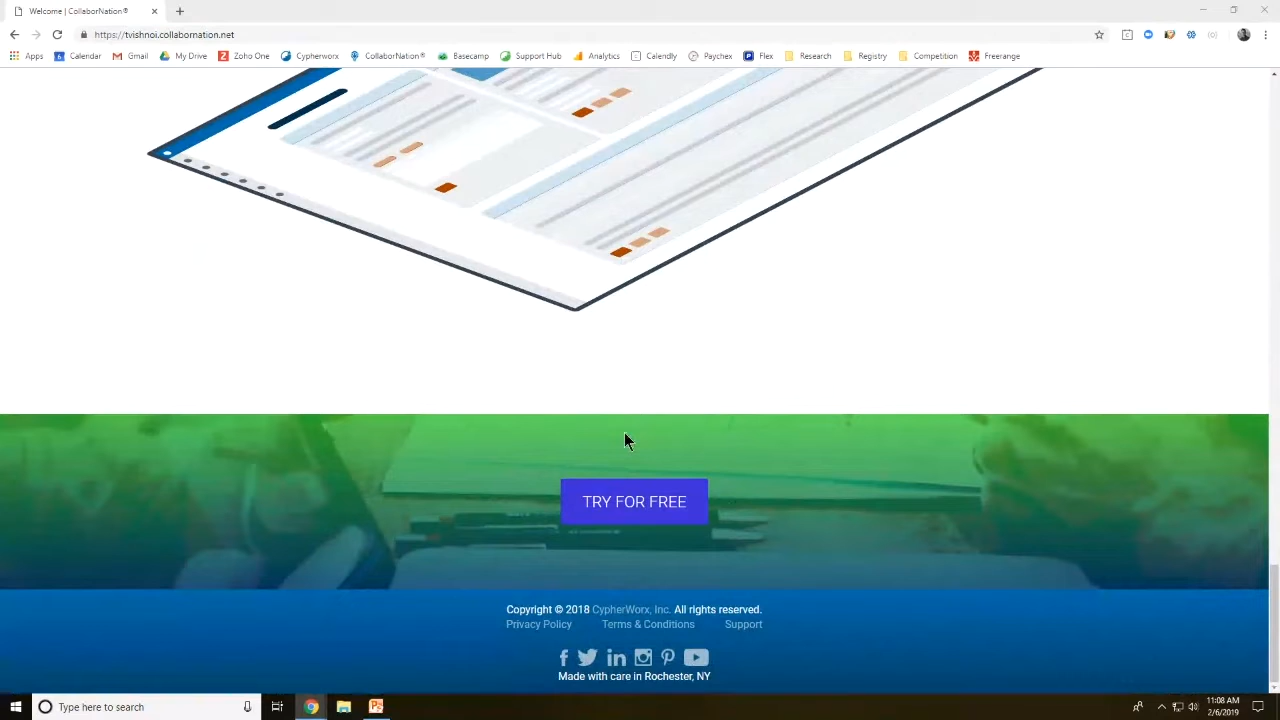 Welcome | CollaborNation®
https://tvishnoi.collabornation.net
Apps Calendar Gmail My Drive Zoho One Cypherworx CollaborNation® Basecamp Support Hub Analytics Calendly Paychex Flex Research Registry Competition Freerange
TRY FOR FREE
Copyright © 2018 CypherWorx, Inc. All rights reserved.
Privacy Policy Terms & Conditions Support
Made with care in Rochester, NY
Type here to search
11:08 AM
2/6/2019